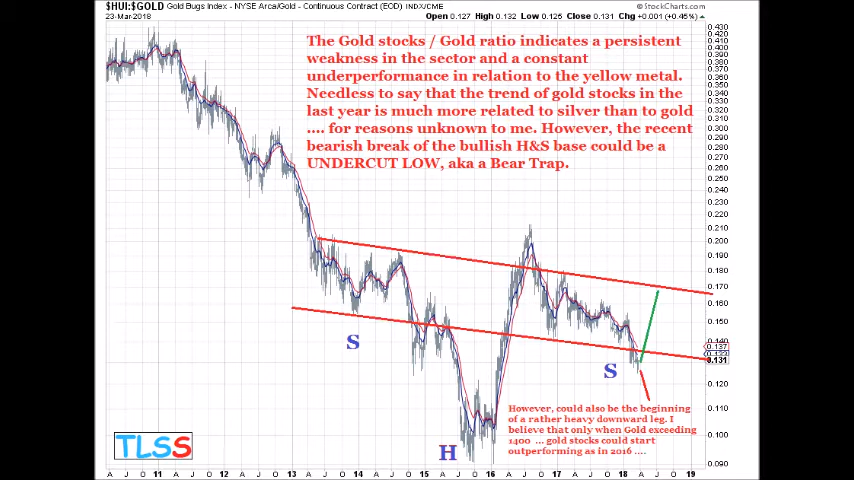 $HUI:$GOLD Gold Bugs Index - NYSE Arca/Gold - Continuous Contract (EOD) INDX/CME
© StockCharts.com
23-Mar-2018
Open 0.127 High 0.132 Low 0.125 Close 0.131 Chg +0.001 (+0.46%)
The Gold stocks / Gold ratio indicates a persistent
weakness in the sector and a constant
underperformance in relation to the yellow metal.
Needless to say that the trend of gold stocks in the
last year is much more related to silver than to gold
.... for reasons unknown to me. However, the recent
bearish break of the bullish H&S base could be a
UNDERCUT LOW, aka a Bear Trap.
0.430
0.420
0.410
0.400
0.390
0.380
0.370
0.360
0.350
0.340
0.330
0.320
0.310
0.300
0.290
0.280
0.270
0.260
0.250
0.240
0.230
0.220
0.210
0.200
0.190
0.180
0.170
0.160
0.150
0.140
0.137
0.131
0.120
0.110
0.100
0.090
S
S
H
However, could also be the beginning
of a rather heavy downward leg. I
believe that only when Gold exceeding
1400 ... gold stocks could start
outperforming as in 2016 ....
TLSS
A J O 11 A J O 12 A J O 13 A J O 14 A J O 15 A J O 16 A J O 17 A J O 18 A J O 19